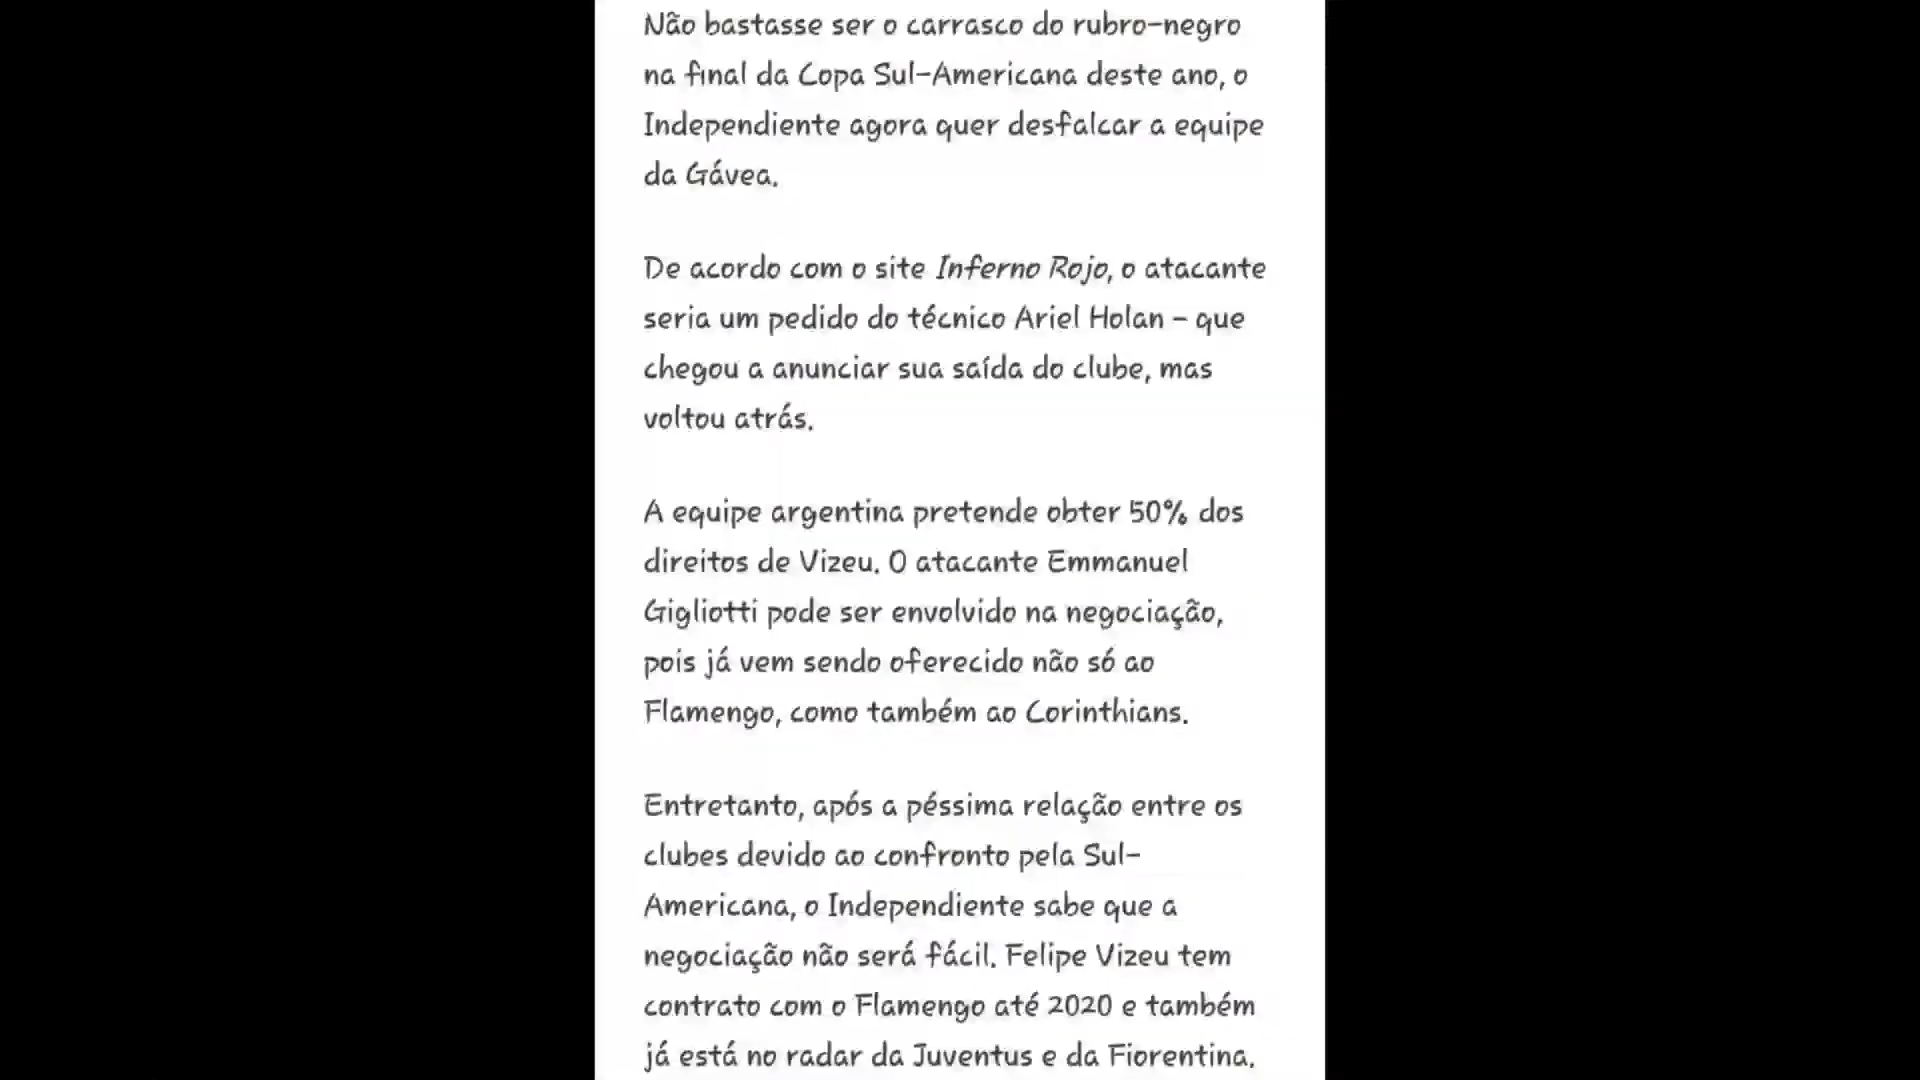 Não bastasse ser o carrasco do rubro-negro
na final da Copa Sul-Americana deste ano, o
Independiente agora quer desfalcar a equipe
da Gávea.
De acordo com o site Inferno Rojo, o atacante
seria um pedido do técnico Ariel Holan - que
chegou a anunciar sua saída do clube, mas
voltou atrás.
A equipe argentina pretende obter 50% dos
direitos de Vizeu. O atacante Emmanuel
Gigliotti pode ser envolvido na negociação,
pois já vem sendo oferecido não só ao
Flamengo, como também ao Corinthians.
Entretanto, após a péssima relação entre os
clubes devido ao confronto pela Sul-
Americana, o Independiente sabe que a
negociação não será fácil. Felipe Vizeu tem
contrato com o Flamengo até 2020 e também
já está no radar da Juventus e da Fiorentina.